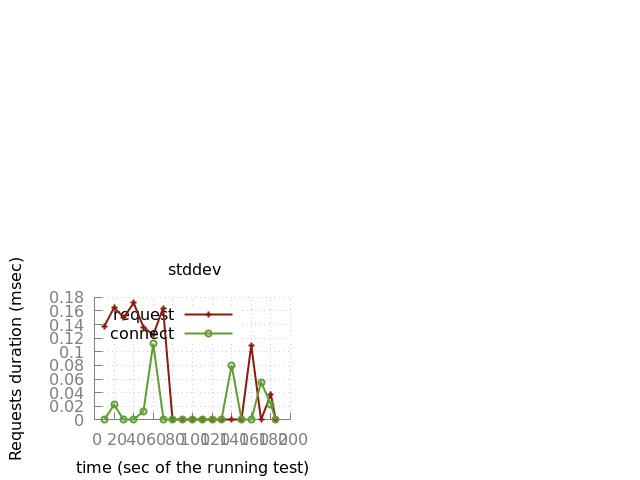 stddev
Requests duration (msec)
0.18
0.16
0.14
0.12
0.1
0.08
0.06
0.04
0.02
0
request
connect
0 20 40 60 80 100 120 140 160 180 200
time (sec of the running test)